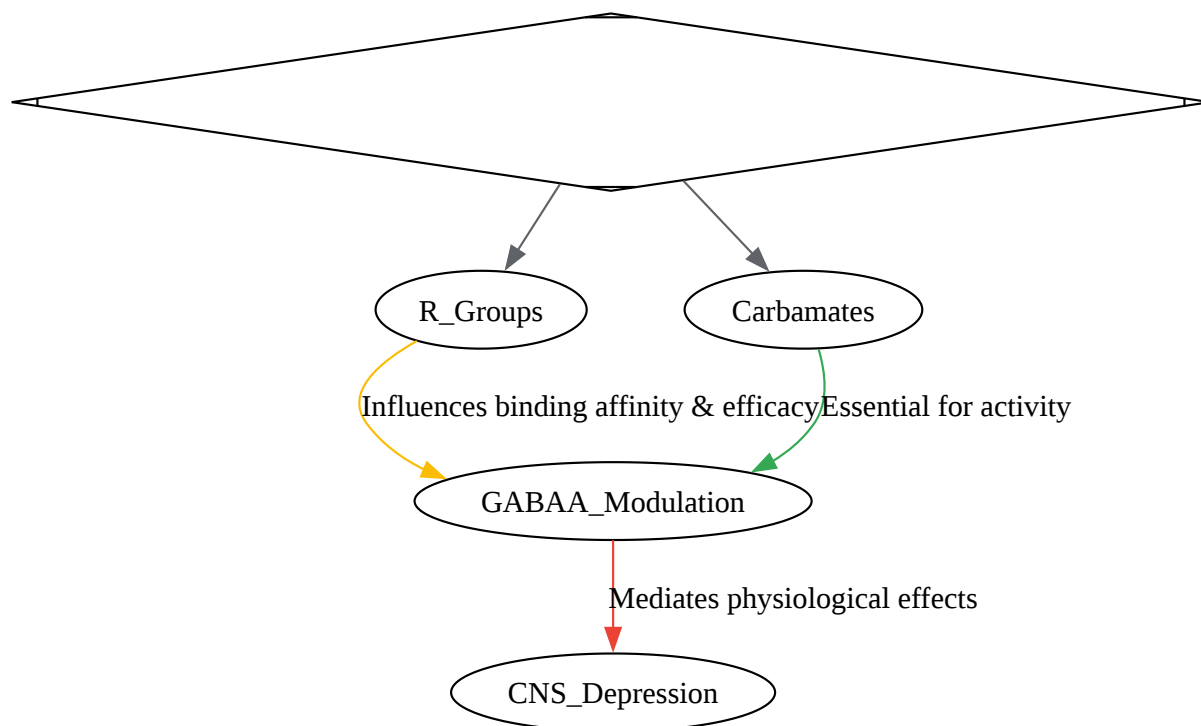 R_Groups
Carbamates
Influences binding affinity & efficacy
Essential for activity
GABAA_Modulation
Mediates physiological effects
CNS_Depression